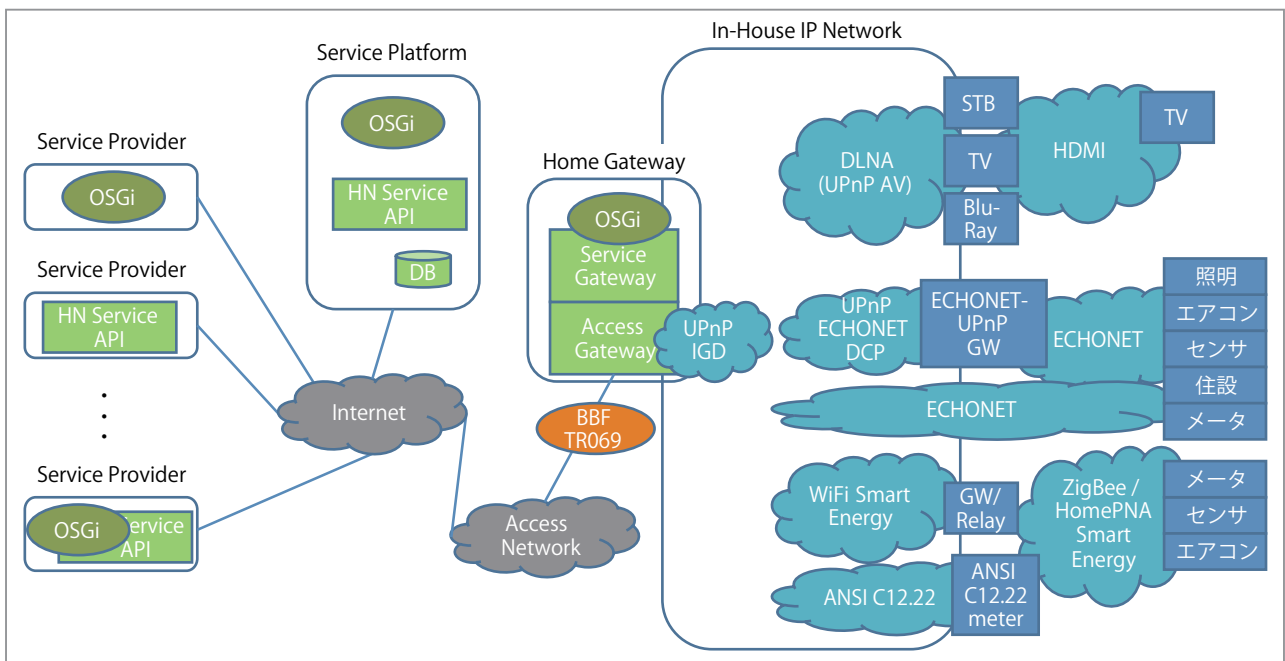 Service Provider
OSGi
Service Provider
HN Service
API
・
・
・
Service Provider
OSGi
ervice
API
Service Platform
OSGi
HN Service
API
DB
Internet
Access
Network
BBF
TR069
Home Gateway
OSGi
Service
Gateway
Access
Gateway
UPnP
IGD
In-House IP Network
DLNA
(UPnP AV)
STB
TV
Blu-
Ray
HDMI
TV
UPnP
ECHONET
DCP
ECHONET-
UPnP
GW
ECHONET
ECHONET
照明
エアコン
センサ
住設
メータ
WiFi Smart
Energy
GW/
Relay
ZigBee /
HomePNA
Smart
Energy
メータ
センサ
エアコン
ANSI C12.22
ANSI
C12.22
meter